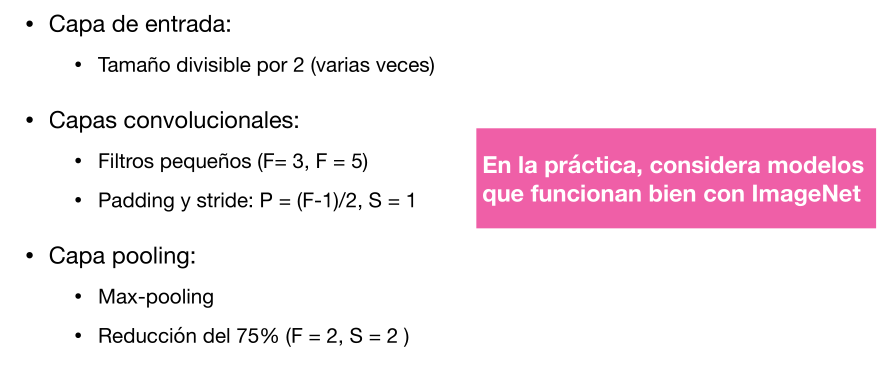 • Capa de entrada:
• Tamaño divisible por 2 (varias veces)
• Capas convolucionales:
• Filtros pequeños (F= 3, F = 5)
• Padding y stride: P = (F-1)/2, S = 1
• Capa pooling:
• Max-pooling
• Reducción del 75% (F = 2, S = 2 )
En la práctica, considera modelos
que funcionan bien con ImageNet